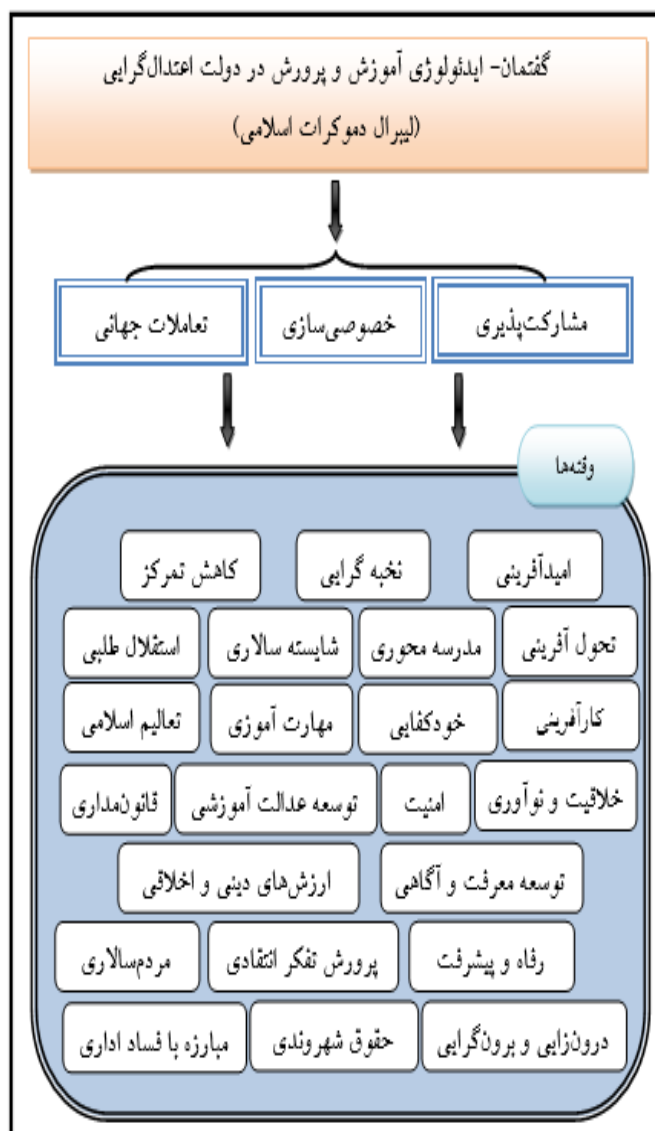 گفتمان- ایدئولوژی آموزش و پرورش در دولت اعتدال‌گرایی
(لیبرال دموکرات اسلامی)
مشارکت‌پذیری خصوصی‌سازی تعاملات جهانی
وقته‌ها
امیدآفرینی نخبه گرایی کاهش تمرکز
تحول آفرینی مدرسه محوری شایسته سالاری استقلال طلبی
کارآفرینی خودکفایی مهارت آموزی تعالیم اسلامی
خلاقیت و نوآوری امنیت توسعه عدالت آموزشی قانون‌مداری
توسعه معرفت و آگاهی ارزش‌های دینی و اخلاقی
رفاه و پیشرفت پرورش تفکر انتقادی مردم‌سالاری
درون‌زایی و برون‌گرایی حقوق شهروندی مبارزه با فساد اداری